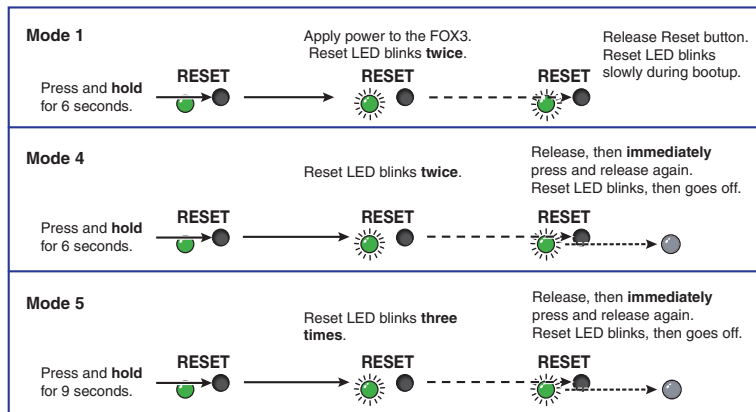 Mode 1
Apply power to the FOX3.
Reset LED blinks twice.
Release Reset button.
Reset LED blinks
slowly during bootup.
Press and hold
for 6 seconds.
RESET
RESET
RESET
Mode 4
Reset LED blinks twice.
Release, then immediately
press and release again.
Reset LED blinks, then goes off.
Press and hold
for 6 seconds.
RESET
RESET
RESET
Mode 5
Reset LED blinks three
times.
Release, then immediately
press and release again.
Reset LED blinks, then goes off.
Press and hold
for 9 seconds.
RESET
RESET
RESET